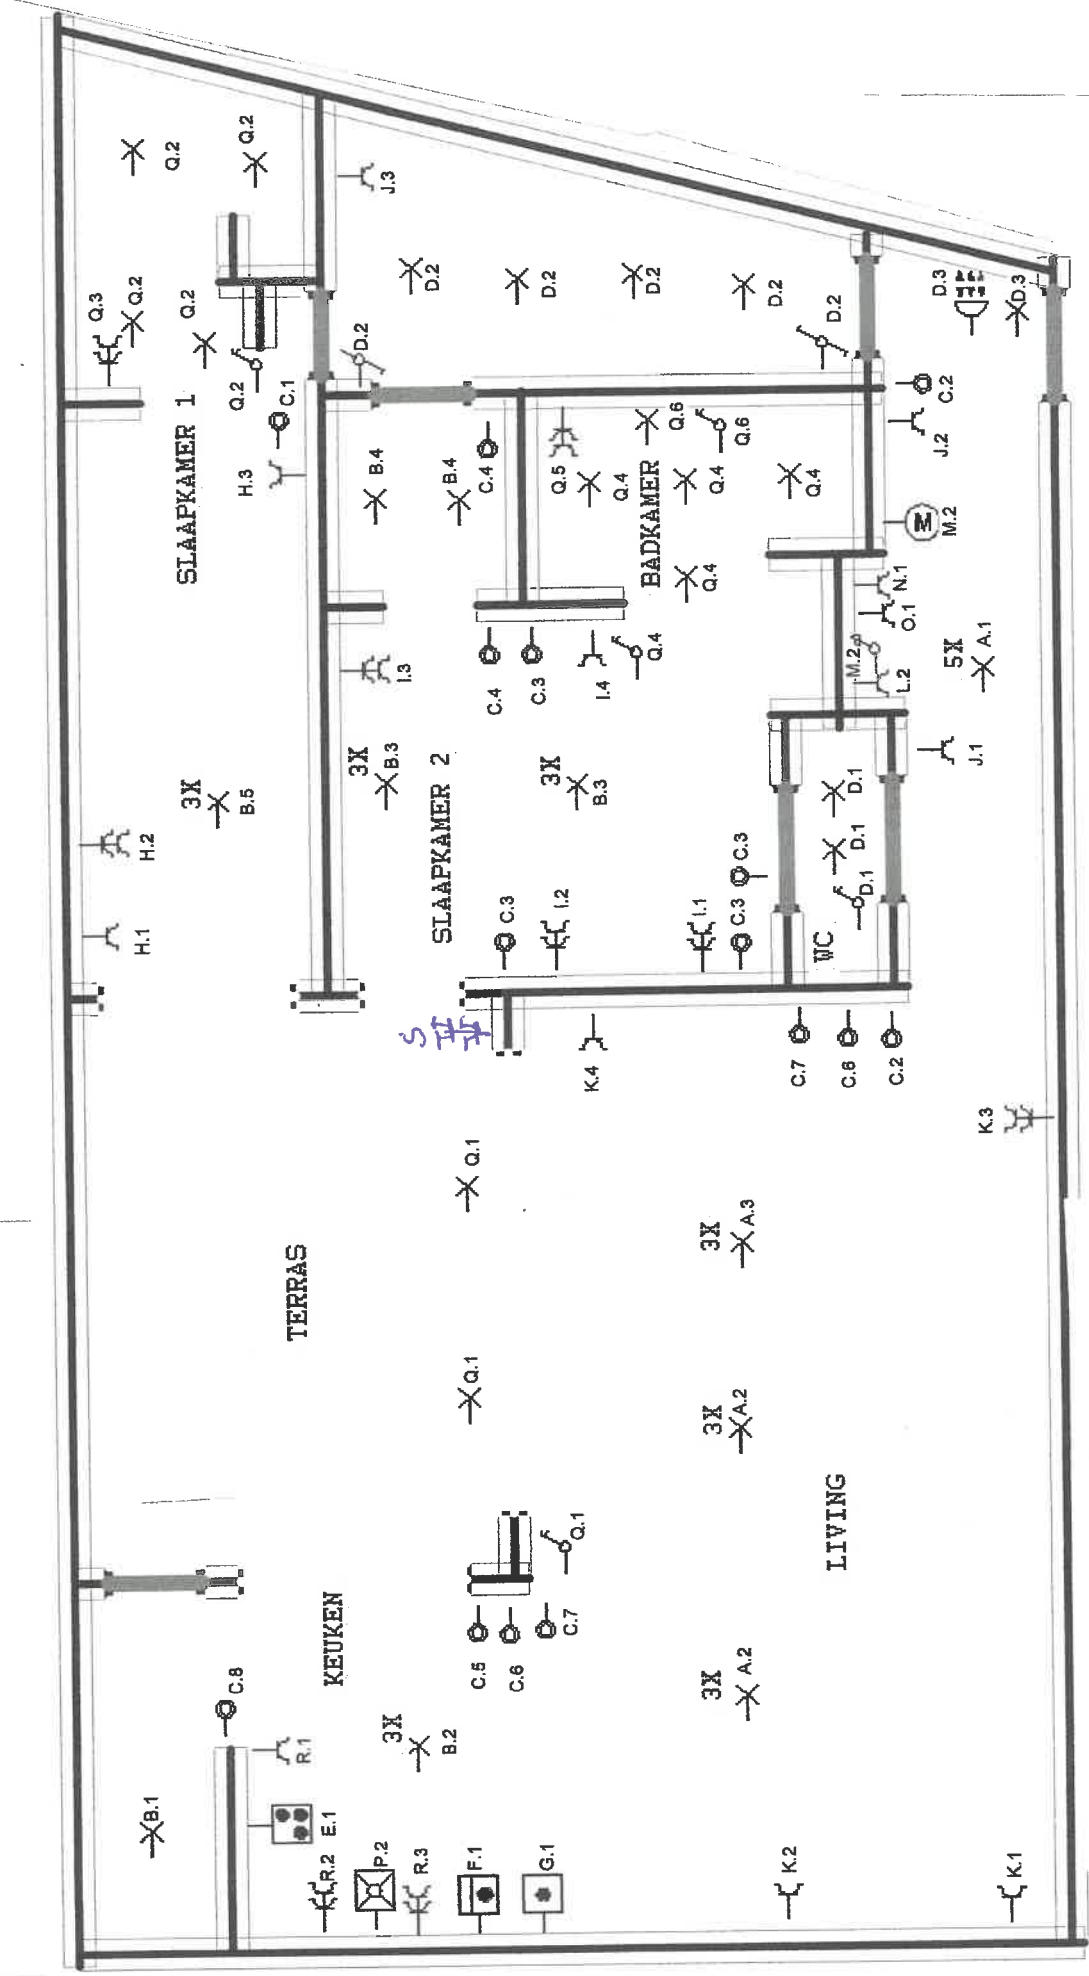 Q.2
Q.2
J.3
Q.3
Q.2
Q.2
Q.2
C.1
H.3
SLAAPKAMER 1
D.2
D.2
D.2
D.2
D.2
D.2
D.3
D.3
C.2
J.2
B.4
B.4
C.4
Q.5
Q.4
BADKAMER
Q.6
Q.6
Q.4
Q.4
Q.4
M
M.2
N.1
O.1
M.2
L.2
5X
A.1
J.1
I.3
C.4
C.3
I.4
Q.4
3X
B.5
H.2
H.1
3X
B.3
SLAAPKAMER 2
3X
B.3
C.3
I.2
I.1
C.3
C.3
D.1
D.1
D.1
WC
S
K.4
C.7
C.6
C.2
K.3
Q.1
3X
A.3
TERRAS
Q.1
3X
A.2
LIVING
Q.1
KEUKEN
C.5
C.6
C.7
C.8
3X
B.2
3X
A.2
R.1
B.1
E.1
R.2
P.2
R.3
F.1
G.1
K.2
K.1